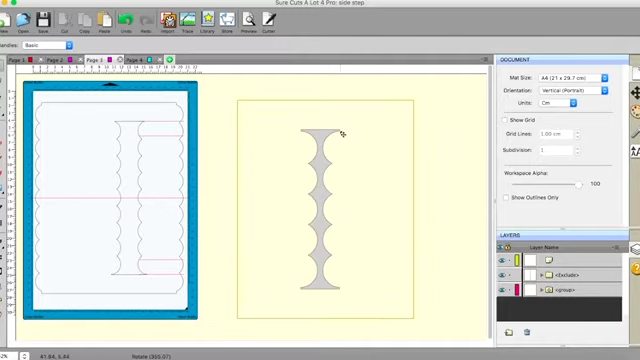 Sure Cuts A Lot 4 Pro: side step
Open
Save
Cut
Copy
Paste
Undo
Redo
Import
Trace
Library
Store
Preview
Cutter
Handles: Basic
Page 1
Page 2
Page 3
Page 4
DOCUMENT
Mat Size: A4 (21 x 29.7 cm)
Orientation: Vertical (Portrait)
Units: Cm
Show Grid
Grid Lines: 1.00 cm
Subdivision: 1
Workspace Alpha:
100
Show Outlines Only
LAYERS
Layer Name
<Exclude>
<group>
41.84, 5.44
Rotate (355.07)